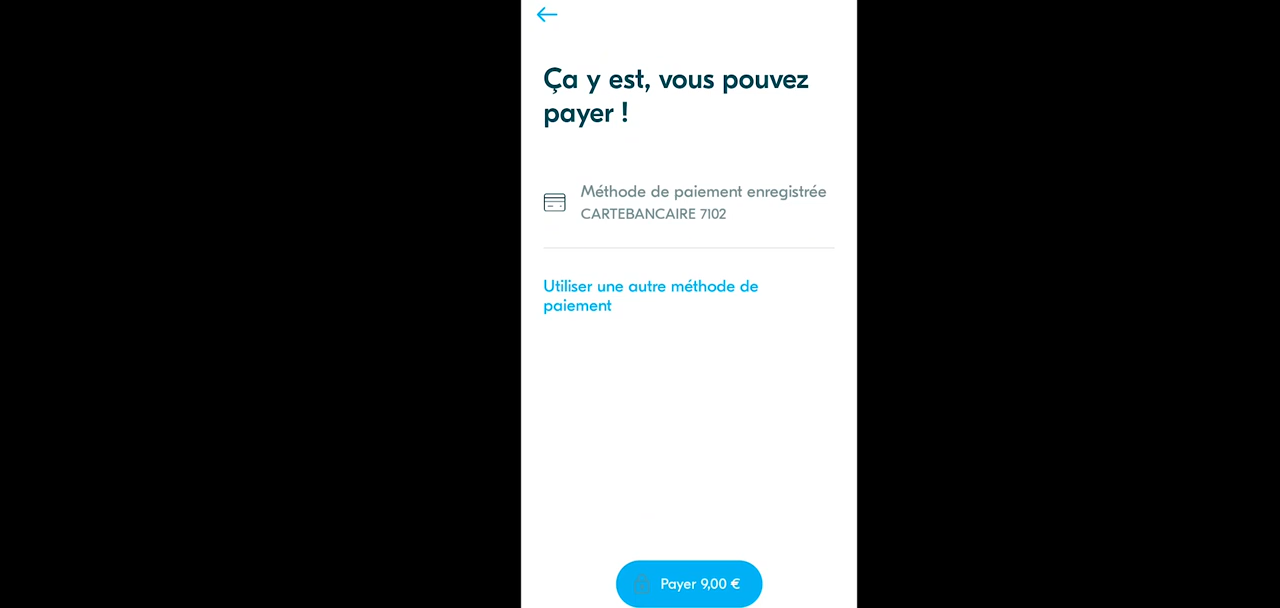 Ça y est, vous pouvez
payer !
Méthode de paiement enregistrée
CARTEBANCAIRE 7102
Utiliser une autre méthode de
paiement
Payer 9,00 €